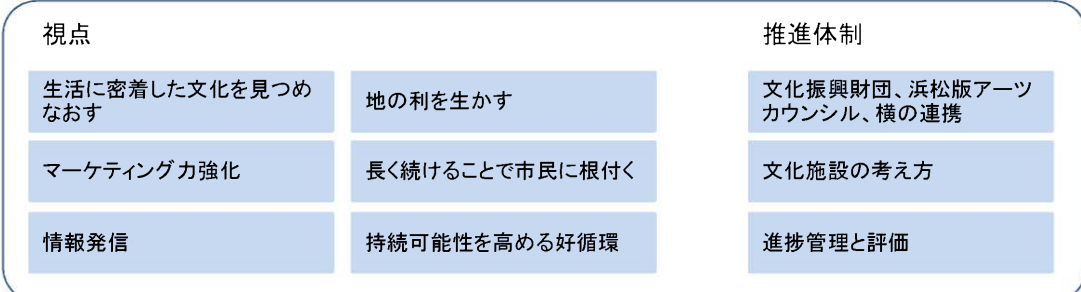 視点
生活に密着した文化を見つめ
なおす
マーケティング力強化
情報発信
地の利を生かす
長く続けることで市民に根付く
持続可能性を高める好循環
推進体制
文化振興財団、浜松版アーツ
カウンシル、横の連携
文化施設の考え方
進捗管理と評価